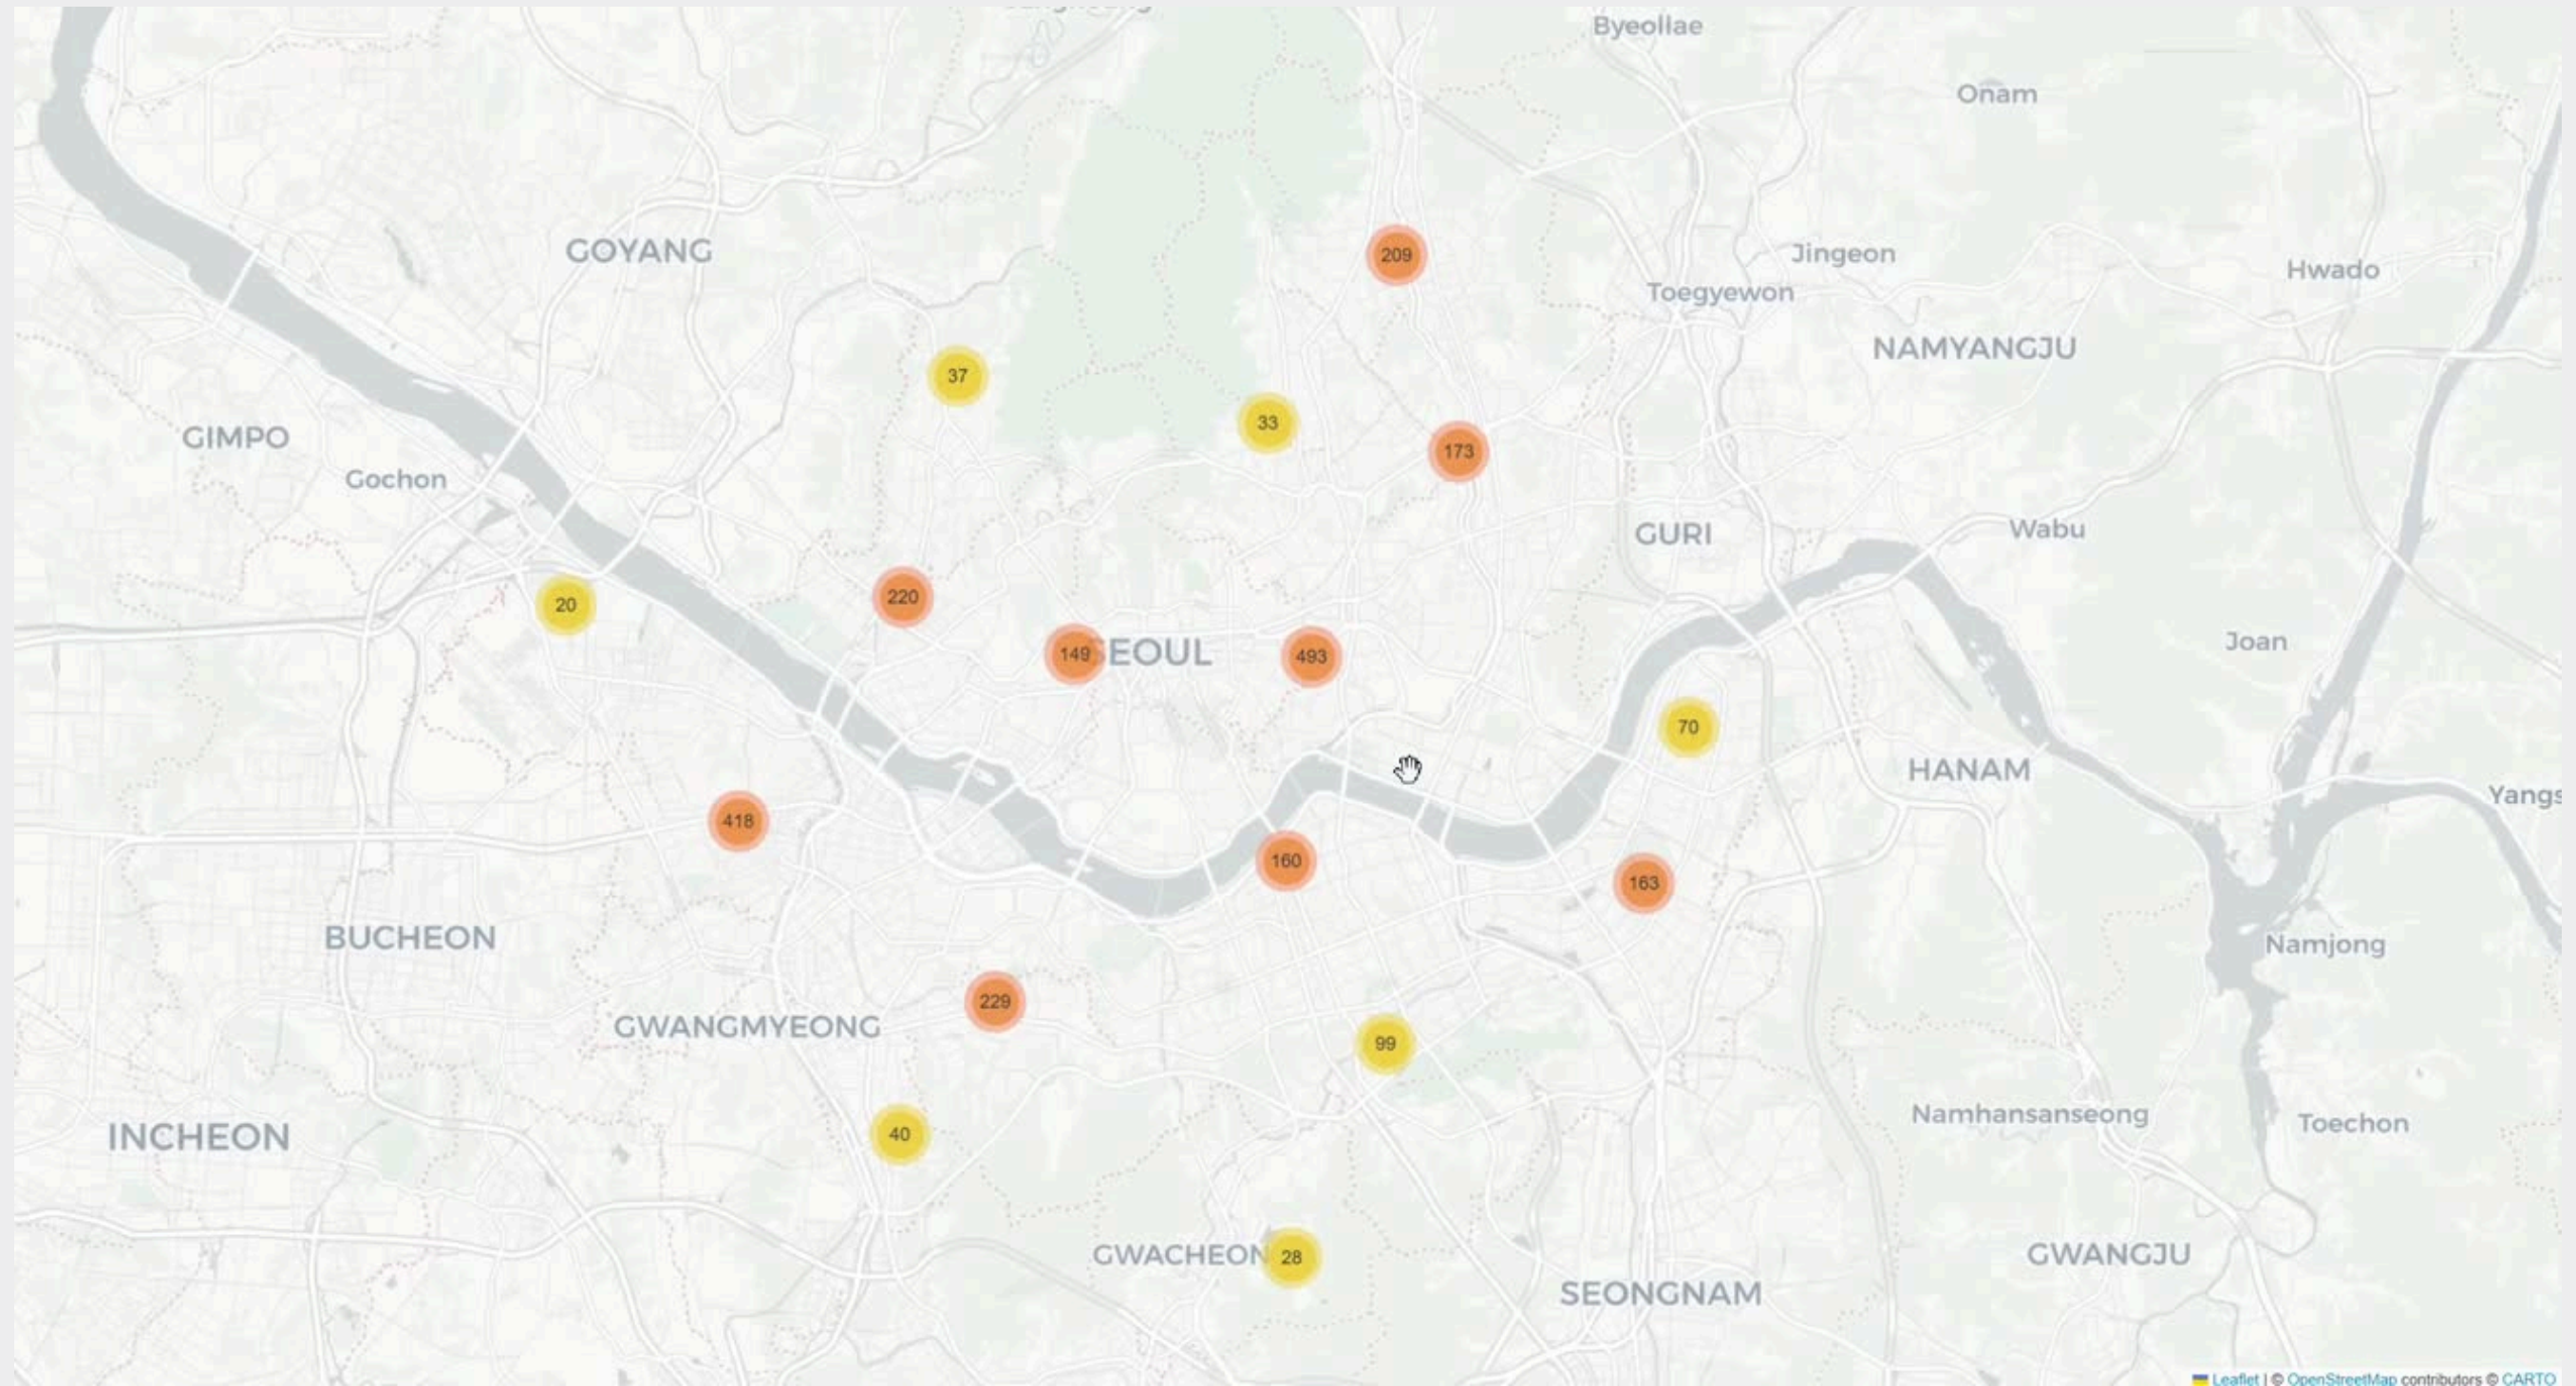 Byeollae
Onam
GOYANG
209
Jingeon
Hwado
Toegyewon
NAMYANGJU
37
33
GIMPO
173
Gochon
GURI
Wabu
20
220
149
SEOUL
493
Joan
70
HANAM
Yangs
418
160
163
BUCHEON
Namjong
229
GWANGMYEONG
99
Namhansanseong
Toechon
40
INCHEON
GWACHEON
28
GWANGJU
SEONGNAM
Leaflet | © OpenStreetMap contributors © CARTO